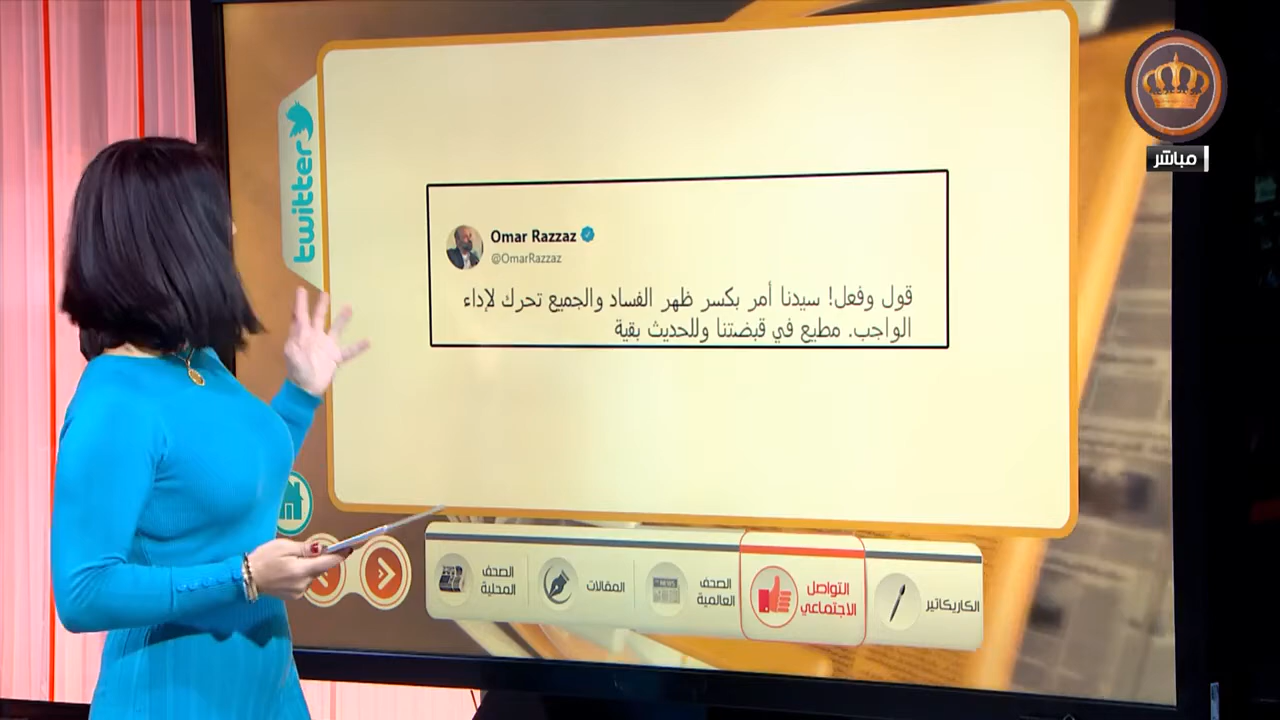 مباشر
twitter
Omar Razzaz
@OmarRazzaz
قول وفعل! سيدنا أمر بكسر ظهر الفساد والجميع تحرك لإداء
الواجب. مطيع في قبضتنا وللحديث بقية
الكاريكاتير
التواصل
الاجتماعي
الصحف
العالمية
المقالات
الصحف
المحلية